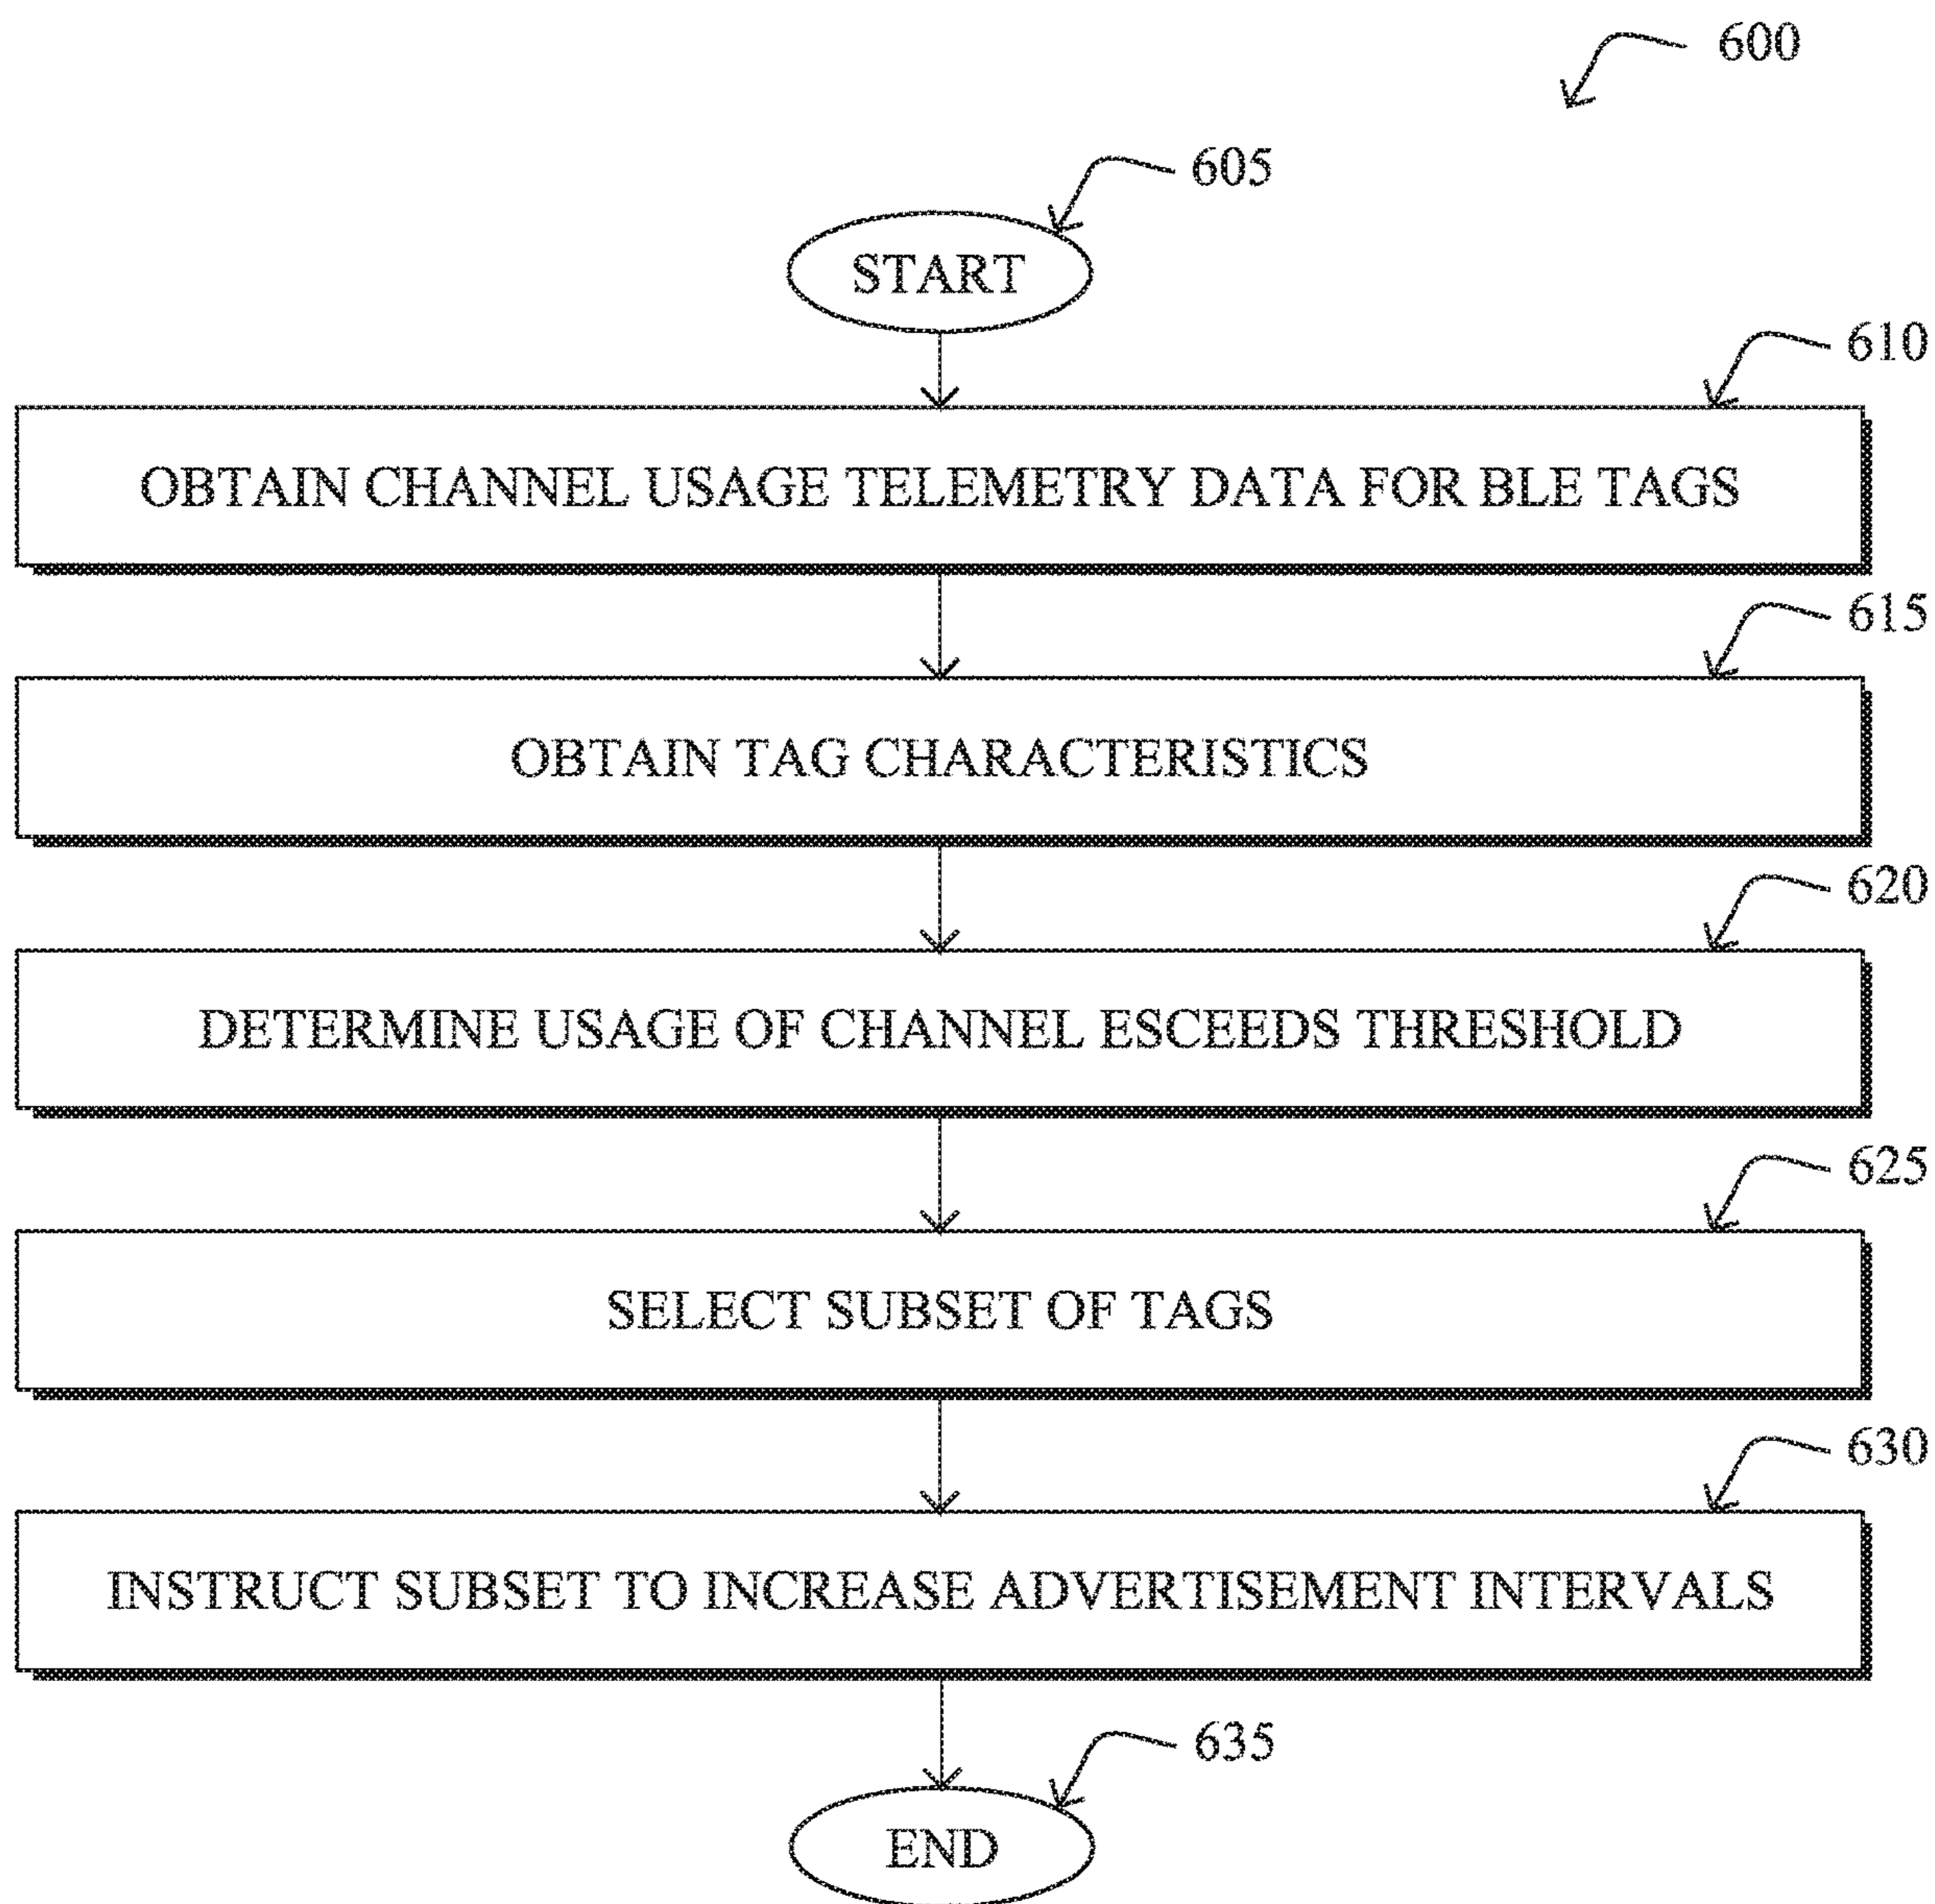 600
605
START
610
OBTAIN CHANNEL USAGE TELEMETRY DATA FOR BLE TAGS
615
OBTAIN TAG CHARACTERISTICS
620
DETERMINE USAGE OF CHANNEL ESCEEDS THRESHOLD
625
SELECT SUBSET OF TAGS
630
INSTRUCT SUBSET TO INCREASE ADVERTISEMENT INTERVALS
635
END